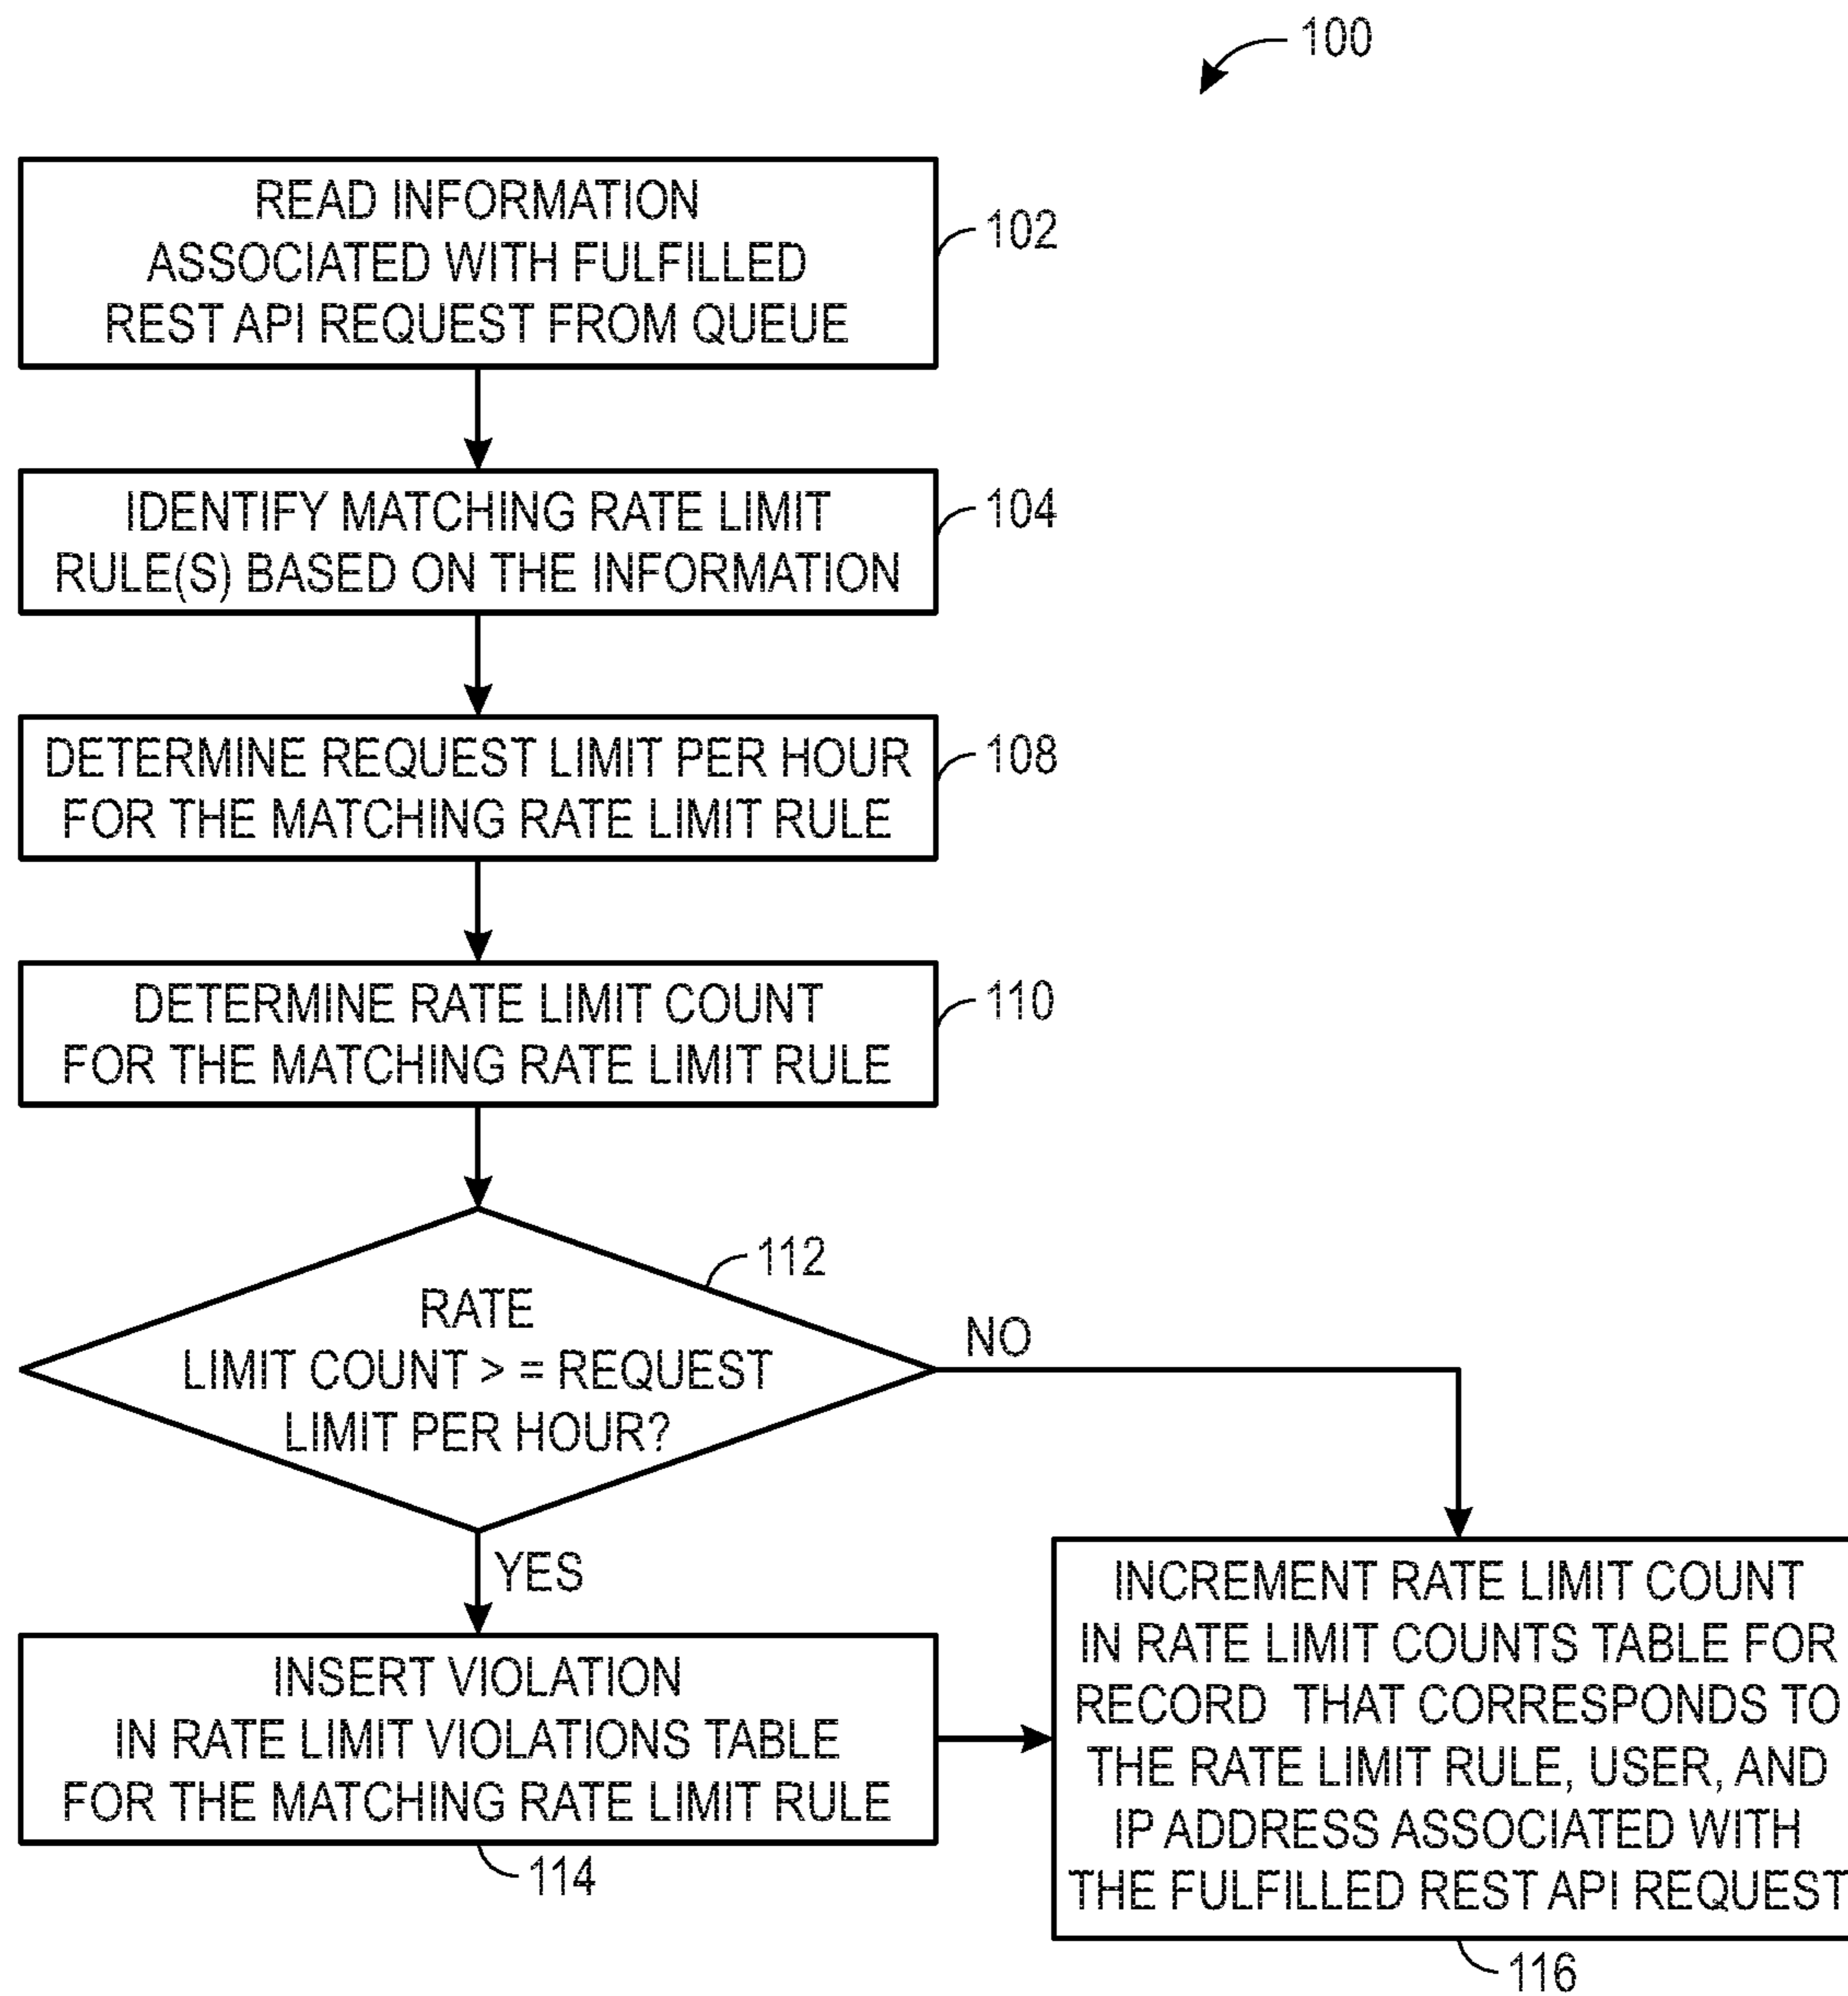 100
READ INFORMATION
ASSOCIATED WITH FULFILLED
REST API REQUEST FROM QUEUE
102
IDENTIFY MATCHING RATE LIMIT
RULE(S) BASED ON THE INFORMATION
104
DETERMINE REQUEST LIMIT PER HOUR
FOR THE MATCHING RATE LIMIT RULE
108
DETERMINE RATE LIMIT COUNT
FOR THE MATCHING RATE LIMIT RULE
110
112
RATE
LIMIT COUNT > = REQUEST
LIMIT PER HOUR?
NO
YES
INSERT VIOLATION
IN RATE LIMIT VIOLATIONS TABLE
FOR THE MATCHING RATE LIMIT RULE
114
INCREMENT RATE LIMIT COUNT
IN RATE LIMIT COUNTS TABLE FOR
RECORD THAT CORRESPONDS TO
THE RATE LIMIT RULE, USER, AND
IP ADDRESS ASSOCIATED WITH
THE FULFILLED REST API REQUEST
116